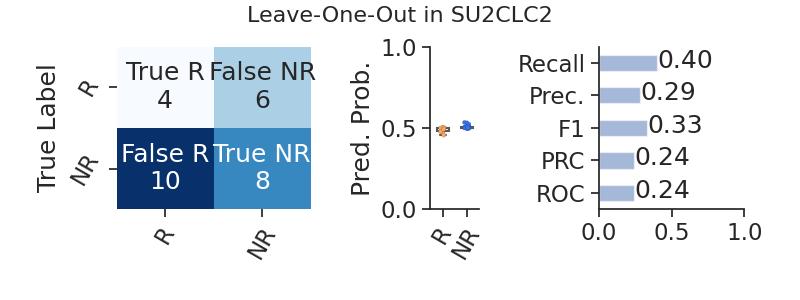 Leave-One-Out in SU2CLC2
True Label
R
NR
True R
4
False NR
6
False R
10
True NR
8
R
NR
Pred. Prob.
1.0
0.5
0.0
R
NR
Recall
0.40
Prec.
0.29
F1
0.33
PRC
0.24
ROC
0.24
0.0
0.5
1.0